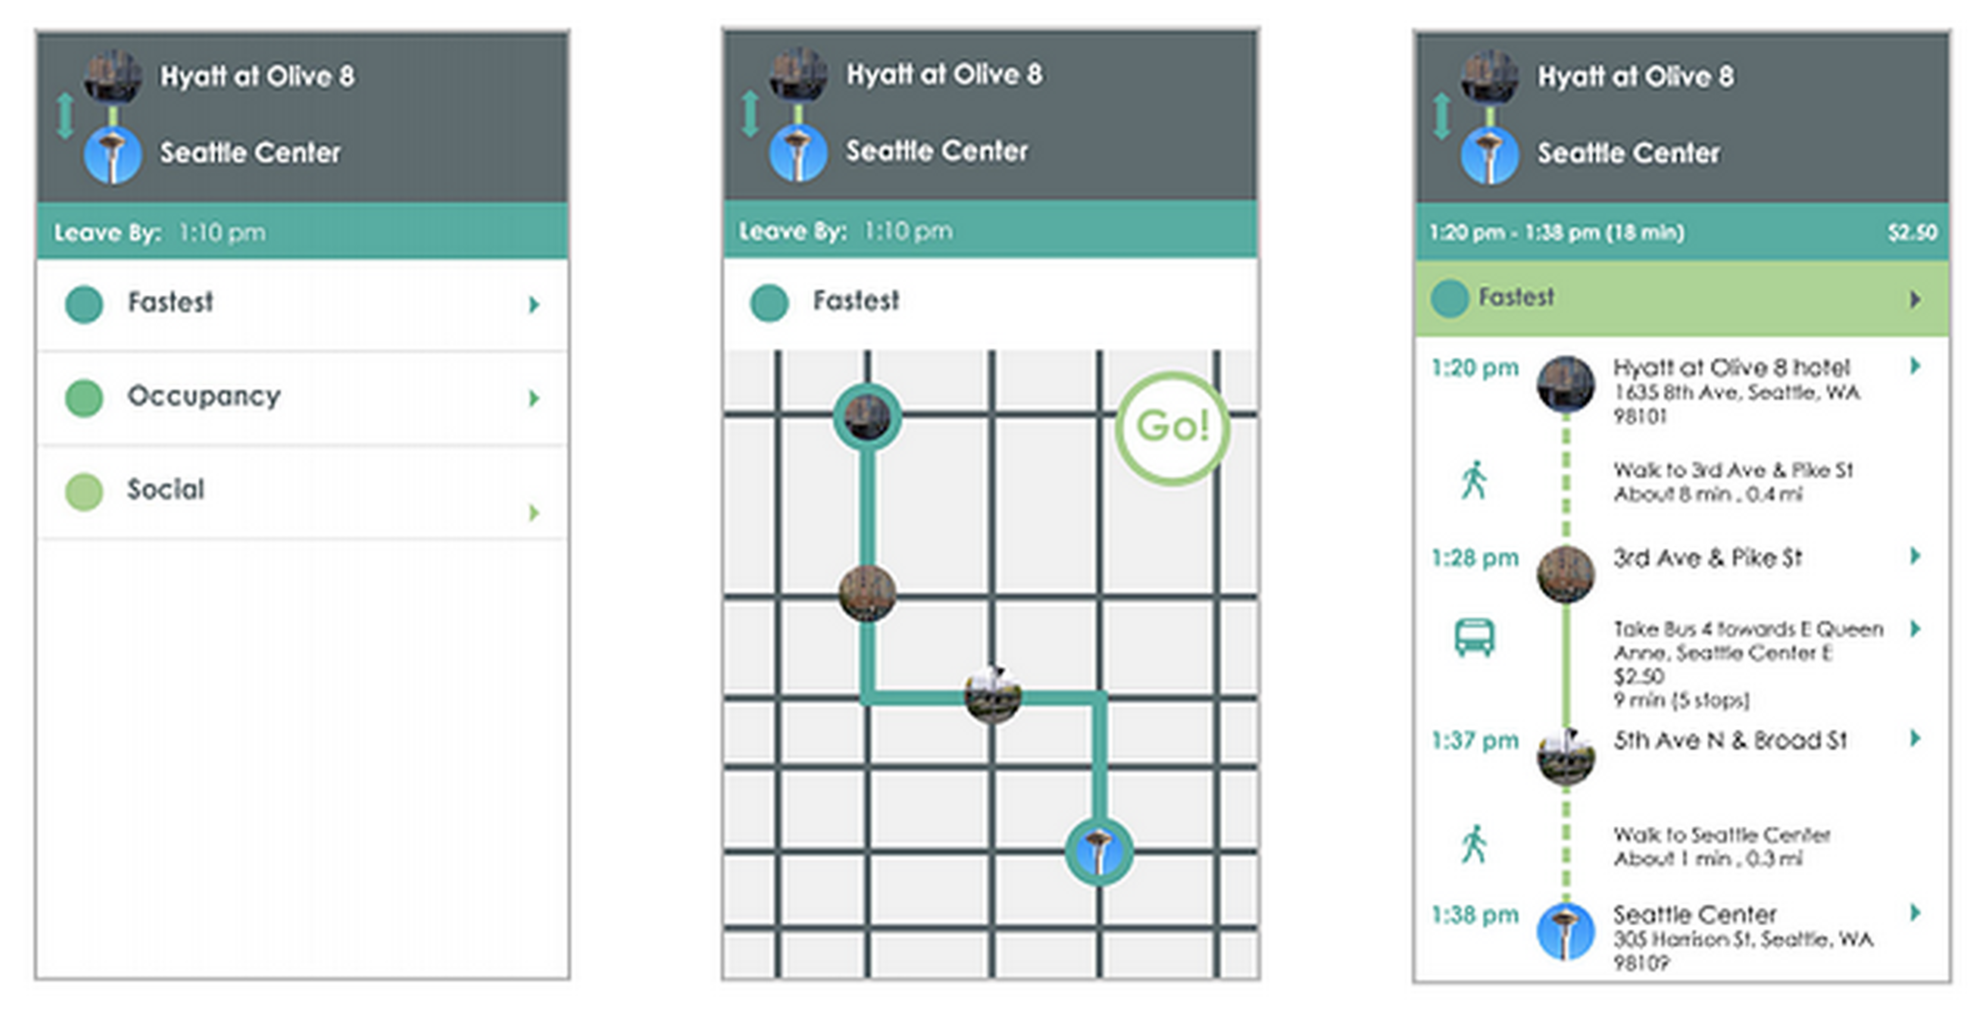 Hyatt at Olive 8
Seattle Center
Leave By: 1:10 pm
Fastest
Occupancy
Social
Hyatt at Olive 8
Seattle Center
Leave By: 1:10 pm
Fastest
Go!
Hyatt at Olive 8
Seattle Center
1:20 pm - 1:38 pm (18 min) $2.50
Fastest
1:20 pm Hyatt at Olive 8 hotel
1635 8th Ave, Seattle, WA
98101
Walk to 3rd Ave & Pike St
About 8 min , 0.4 mi
1:28 pm 3rd Ave & Pike St
Take Bus 4 towards E Queen
Anne, Seattle Center E
$2.50
9 min (5 stops)
1:37 pm 5th Ave N & Broad St
Walk to Seattle Center
About 1 min , 0.3 mi
1:38 pm Seattle Center
305 Harrison St, Seattle, WA
98109